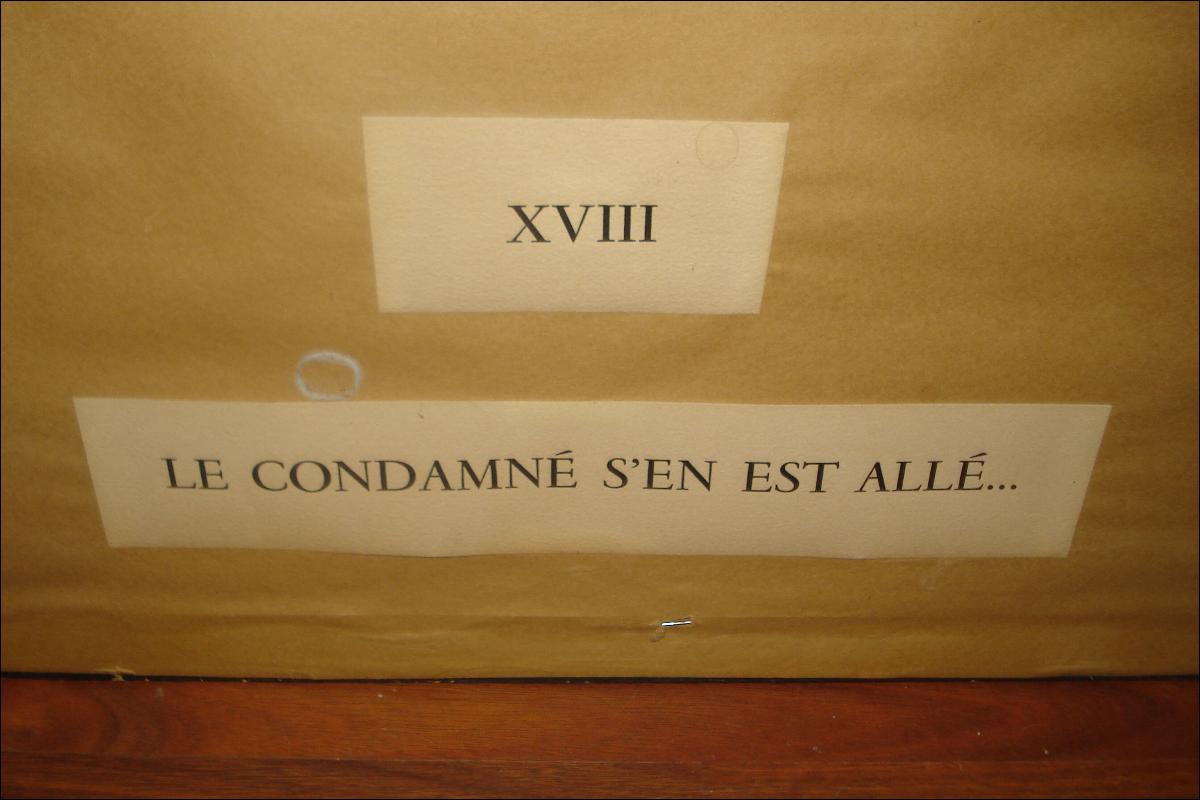 XVIII
LE CONDAMNÉ S'EN EST ALLÉ...